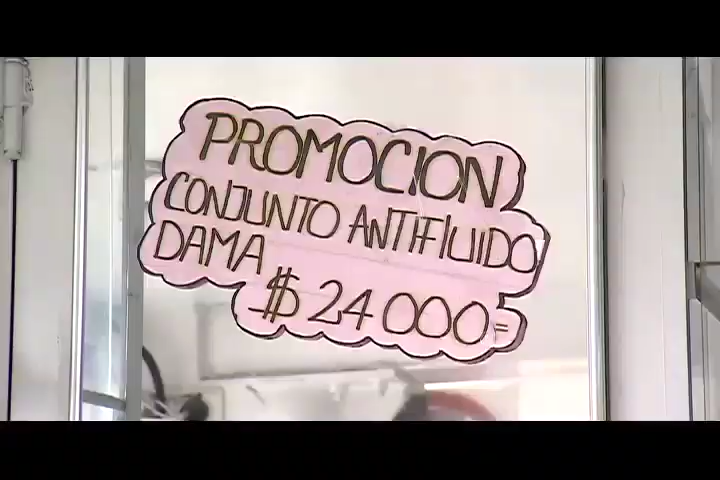 PROMOCION
CONJUNTO ANTIFLUIDO
DAMA
$ 24 000=